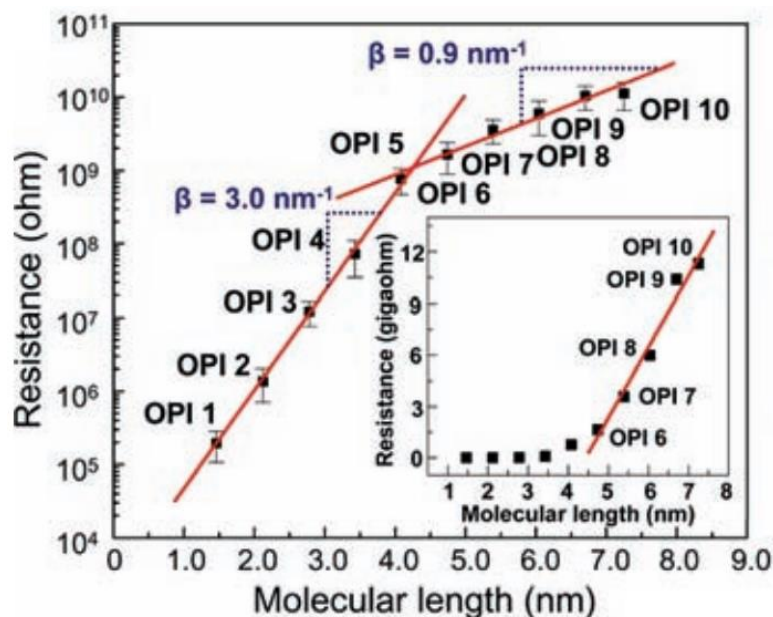 10¹¹
10¹⁰
10⁹
10⁸
10⁷
10⁶
10⁵
10⁴
Resistance (ohm)
β = 0.9 nm⁻¹
β = 3.0 nm⁻¹
OPI 1
OPI 2
OPI 3
OPI 4
OPI 5
OPI 6
OPI 7
OPI 8
OPI 9
OPI 10
0 1.0 2.0 3.0 4.0 5.0 6.0 7.0 8.0 9.0
Molecular length (nm)
Resistance (gigaohm)
12
9
6
3
0
OPI 10
OPI 9
OPI 8
OPI 7
OPI 6
1 2 3 4 5 6 7 8
Molecular length (nm)